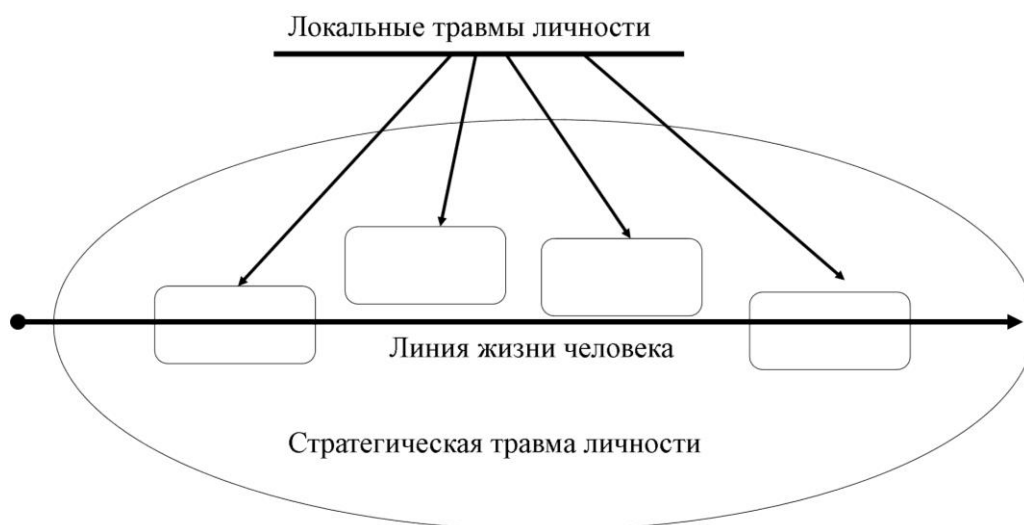 Локальные травмы личности
Линия жизни человека
Стратегическая травма личности